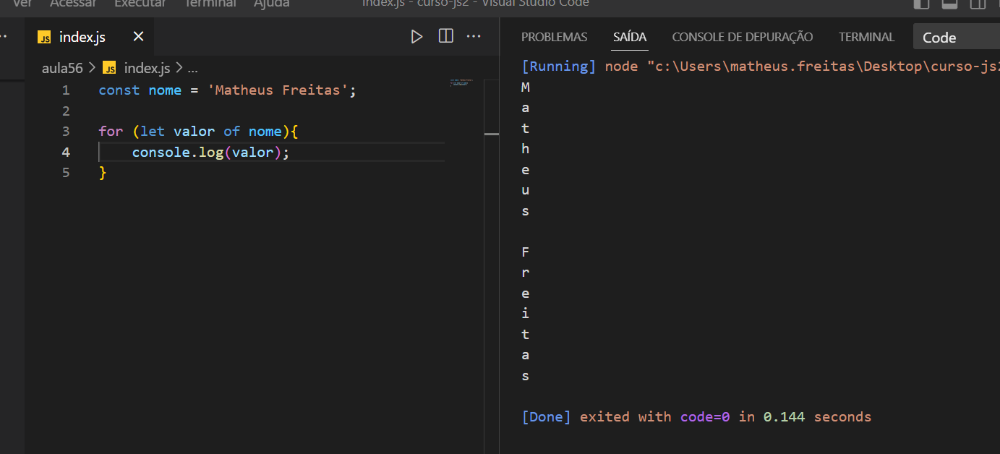 Ver Acessar Executar Terminal Ajuda index.js - curso-js2 - Visual Studio Code
JS index.js
aula56 > JS index.js > ...
1 const nome = 'Matheus Freitas';
2
3 for (let valor of nome){
4 console.log(valor);
5 }
PROBLEMAS SAÍDA CONSOLE DE DEPURAÇÃO TERMINAL Code
[Running] node "c:\Users\matheus.freitas\Desktop\curso-js2
M
a
t
h
e
u
s
F
r
e
i
t
a
s
[Done] exited with code=0 in 0.144 seconds